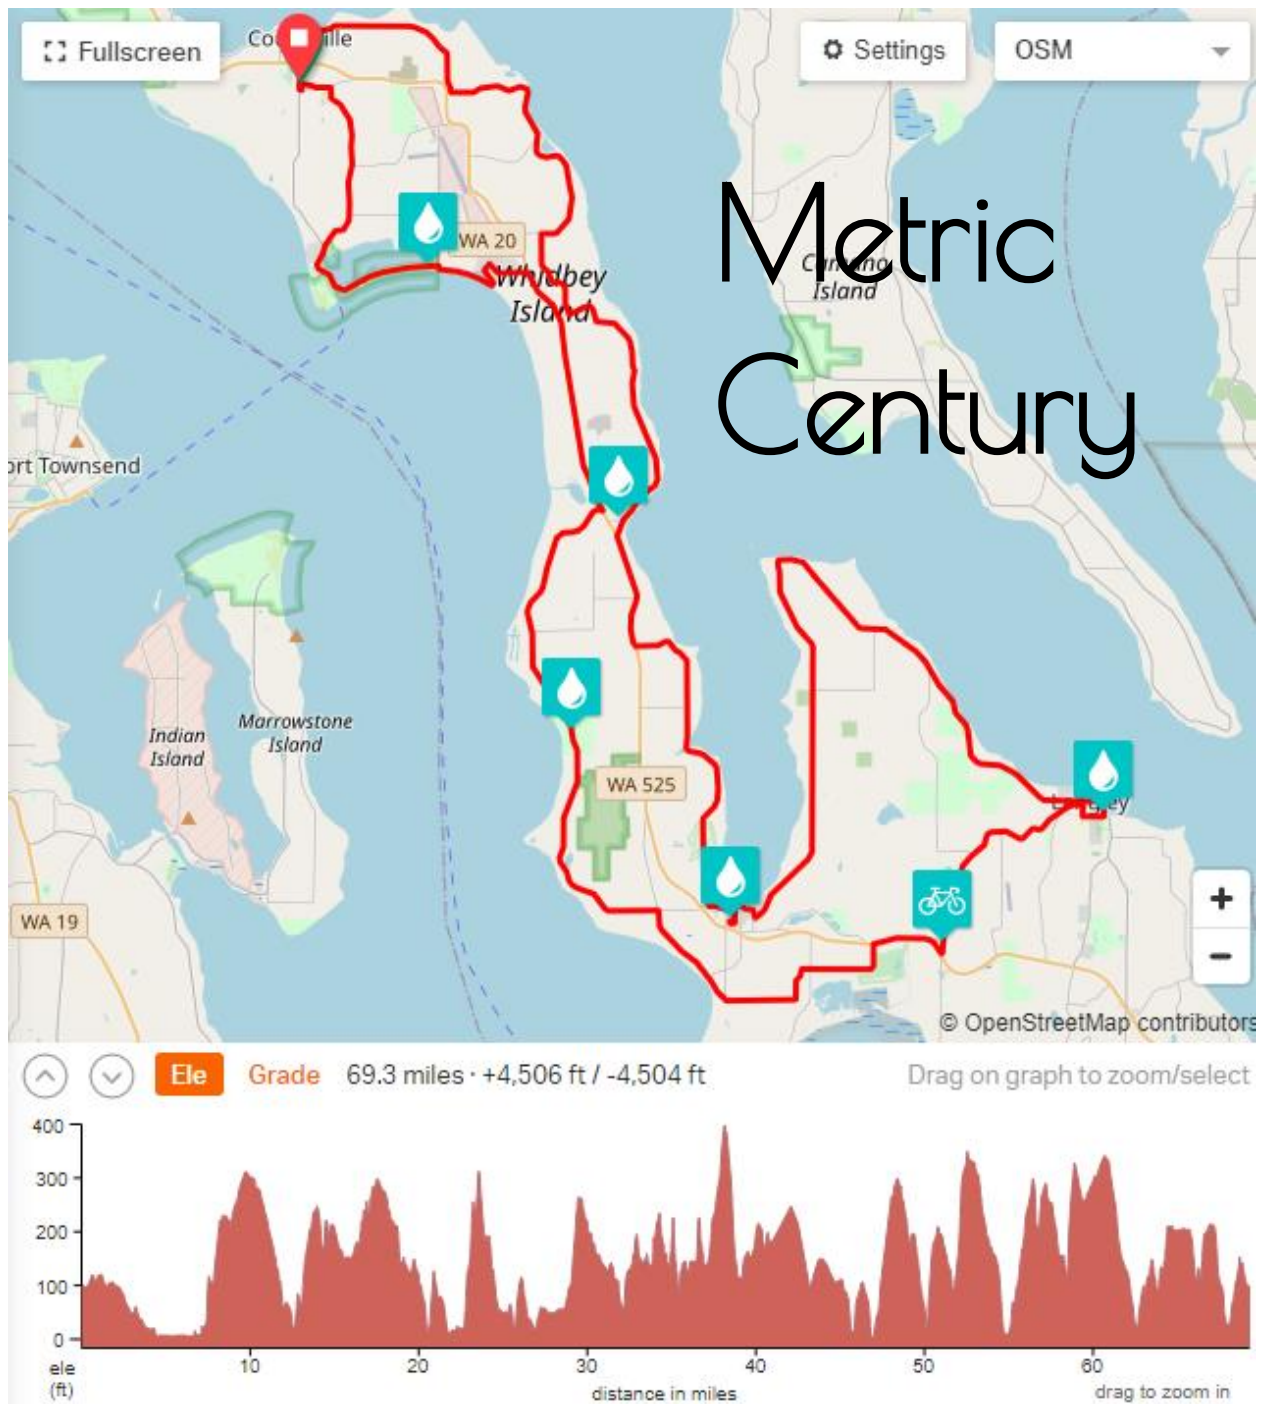 Fullscreen
Settings
OSM
WA 20
Whidbey
Island
Metric
Camano
Island
Century
ort Townsend
Indian
Island
Marrowstone
Island
WA 525
WA 19
+
−
© OpenStreetMap contributors
Ele
Grade
69.3 miles · +4,506 ft / -4,504 ft
Drag on graph to zoom/select
400
300
200
100
0
ele
(ft)
10
20
30
40
50
60
distance in miles
drag to zoom in